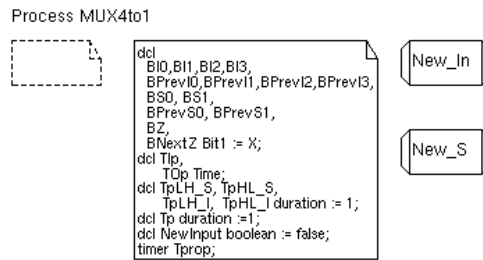 Process MUX4to1
dcl
BI0,BI1,BI2,BI3,
BPrevI0,BPrevI1,BPrevI2,BPrevI3,
BS0, BS1,
BPrevS0, BPrevS1,
BZ,
BNextZ Bit1 := X;
dcl TIp,
TOp Time;
dcl TpLH_S, TpHL_S,
TpLH_I, TpHL_I duration := 1;
dcl Tp duration :=1;
dcl NewInput boolean := false;
timer Tprop;
New_In
New_S